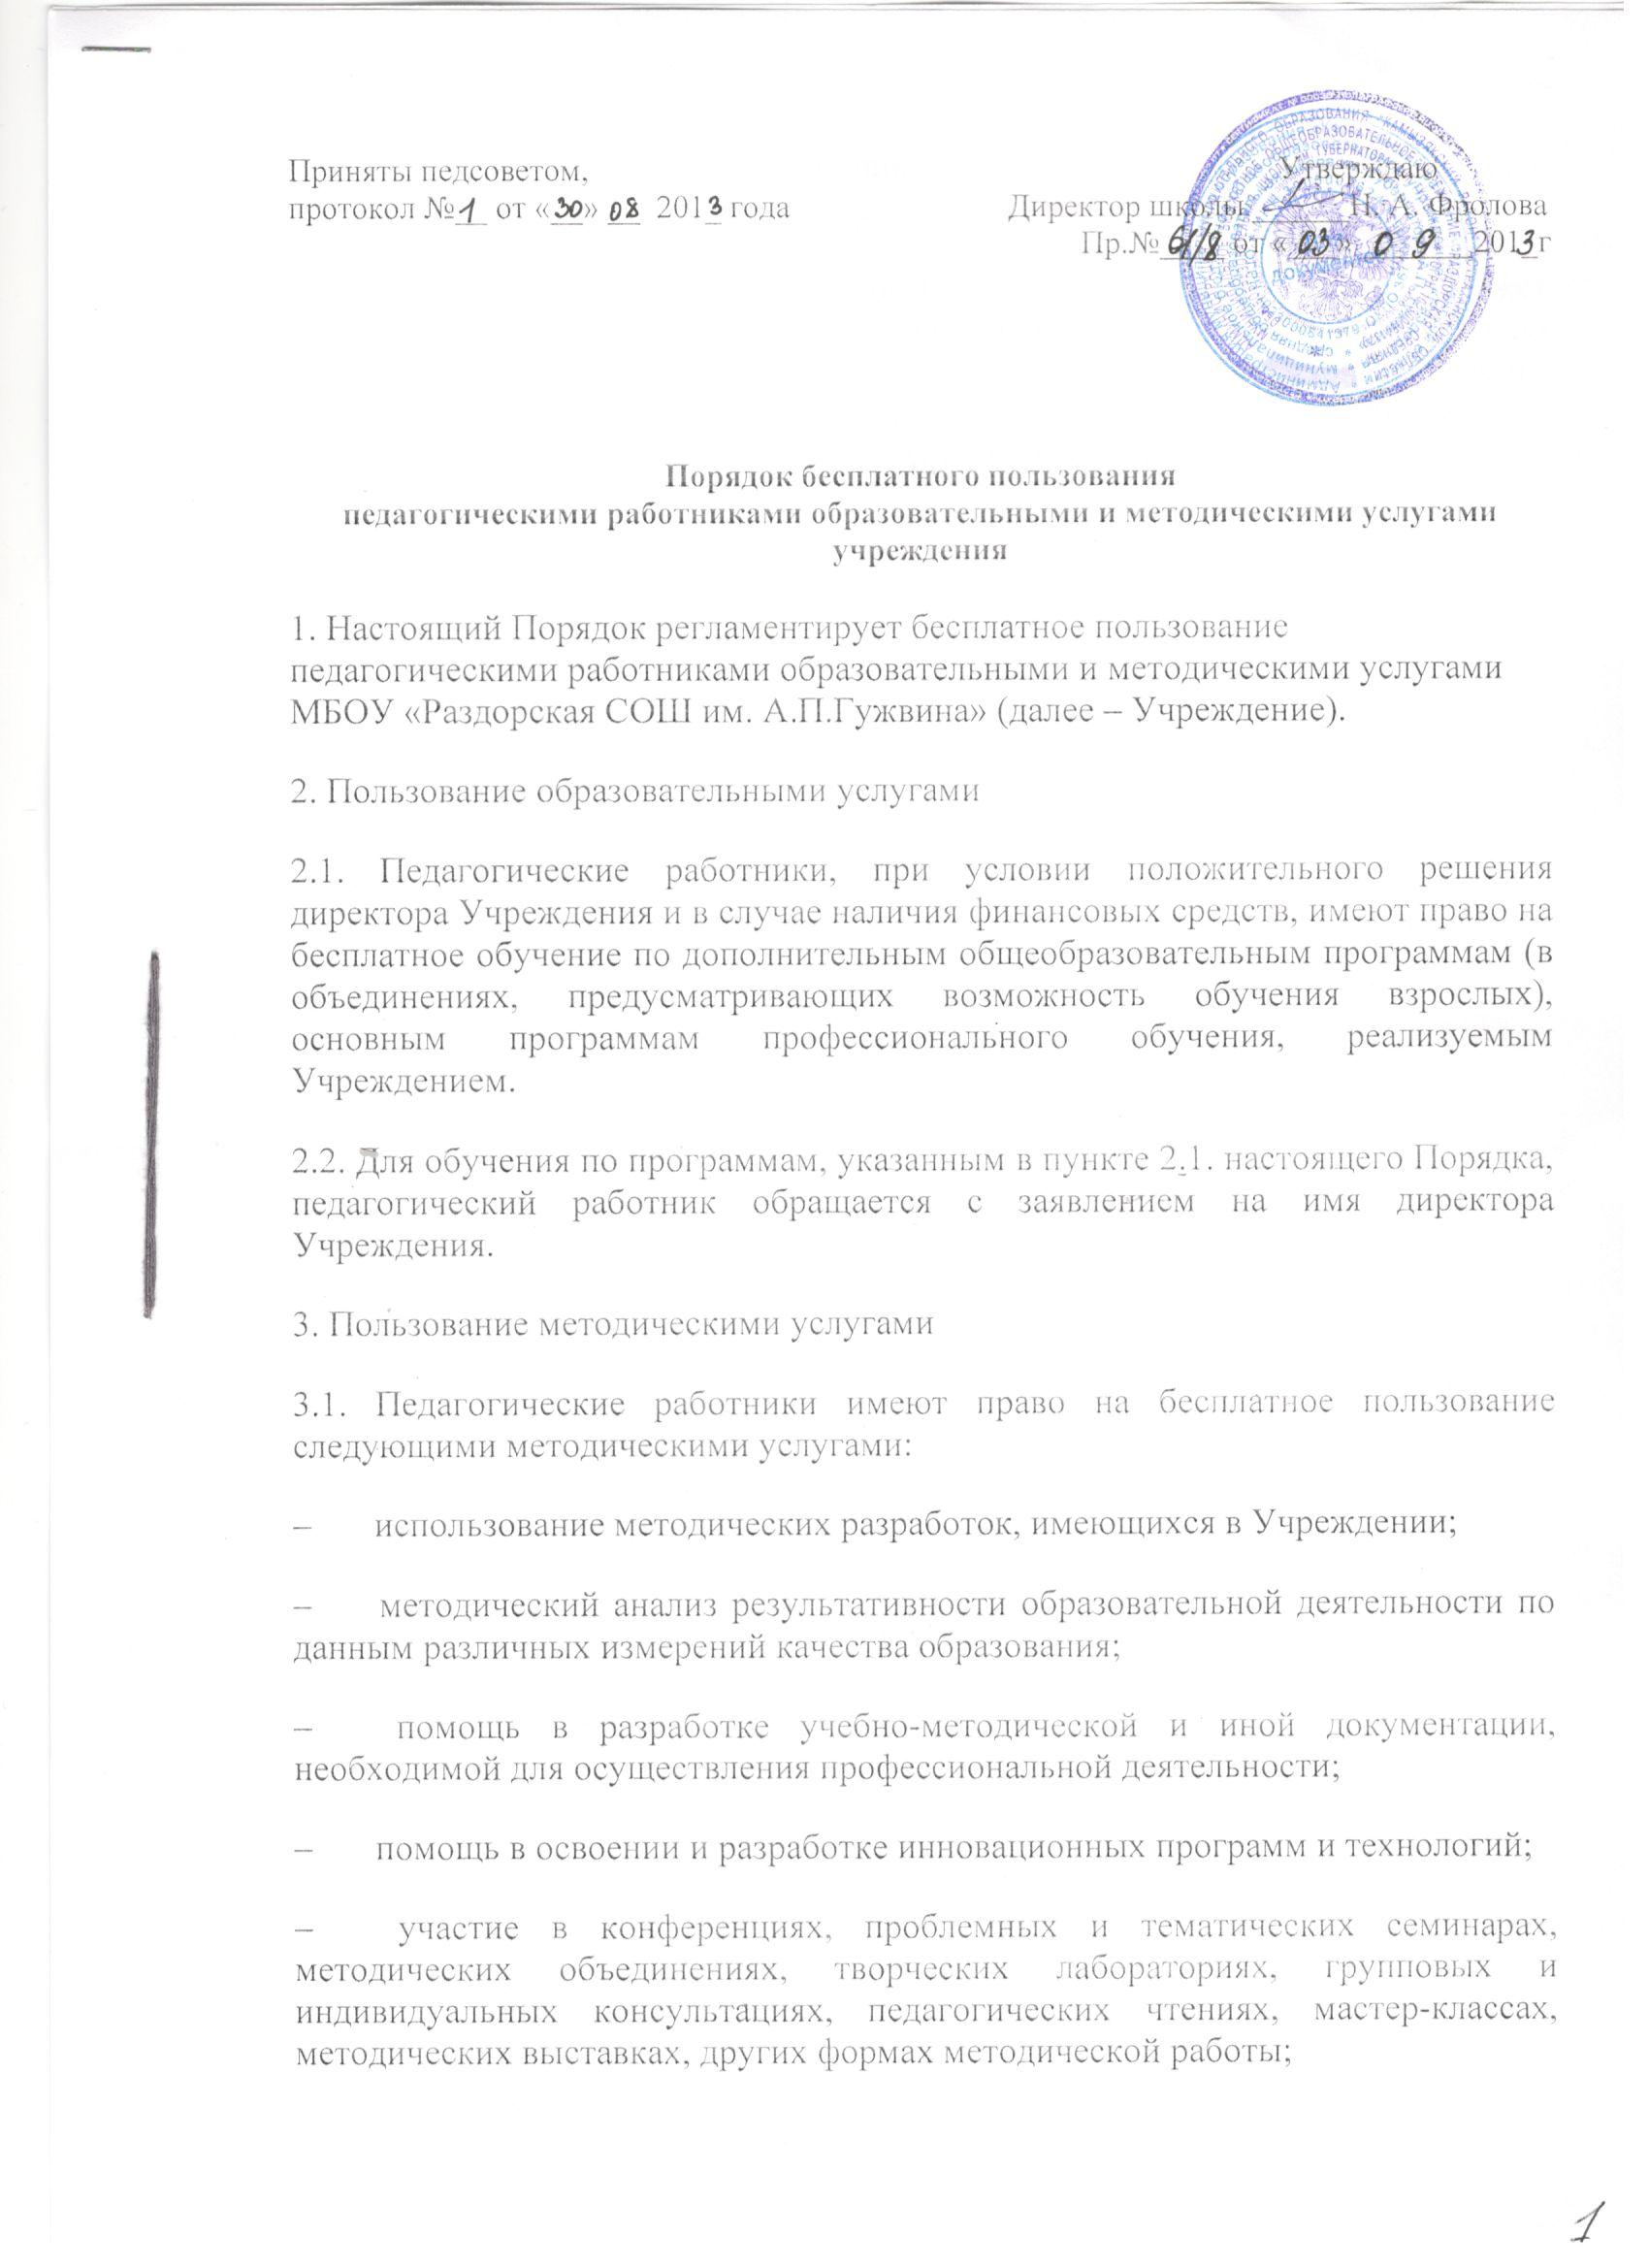 Приняты педсоветом,
протокол № 1 от «30» 08 2013 года
Утверждаю
Директор школы Н. А. Фролова
Пр.№ 61/8 от «03» 09 2013г
Порядок бесплатного пользования
педагогическими работниками образовательными и методическими услугами
учреждения
1. Настоящий Порядок регламентирует бесплатное пользование
педагогическими работниками образовательными и методическими услугами
МБОУ «Раздорская СОШ им. А.П.Гужвина» (далее – Учреждение).
2. Пользование образовательными услугами
2.1. Педагогические работники, при условии положительного решения
директора Учреждения и в случае наличия финансовых средств, имеют право на
бесплатное обучение по дополнительным общеобразовательным программам (в
объединениях, предусматривающих возможность обучения взрослых),
основным программам профессионального обучения, реализуемым
Учреждением.
2.2. Для обучения по программам, указанным в пункте 2.1. настоящего Порядка,
педагогический работник обращается с заявлением на имя директора
Учреждения.
3. Пользование методическими услугами
3.1. Педагогические работники имеют право на бесплатное пользование
следующими методическими услугами:
– использование методических разработок, имеющихся в Учреждении;
– методический анализ результативности образовательной деятельности по
данным различных измерений качества образования;
– помощь в разработке учебно-методической и иной документации,
необходимой для осуществления профессиональной деятельности;
– помощь в освоении и разработке инновационных программ и технологий;
– участие в конференциях, проблемных и тематических семинарах,
методических объединениях, творческих лабораториях, групповых и
индивидуальных консультациях, педагогических чтениях, мастер-классах,
методических выставках, других формах методической работы;
1